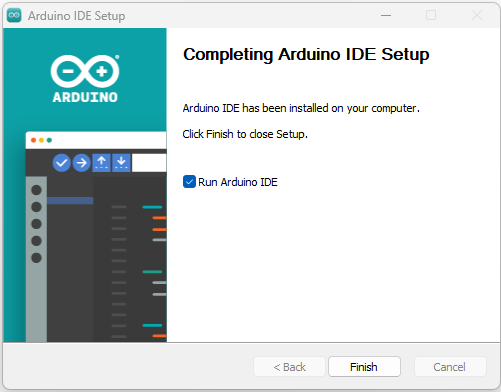 Arduino IDE Setup
ARDUINO
Completing Arduino IDE Setup
Arduino IDE has been installed on your computer.
Click Finish to close Setup.
Run Arduino IDE
< Back
Finish
Cancel